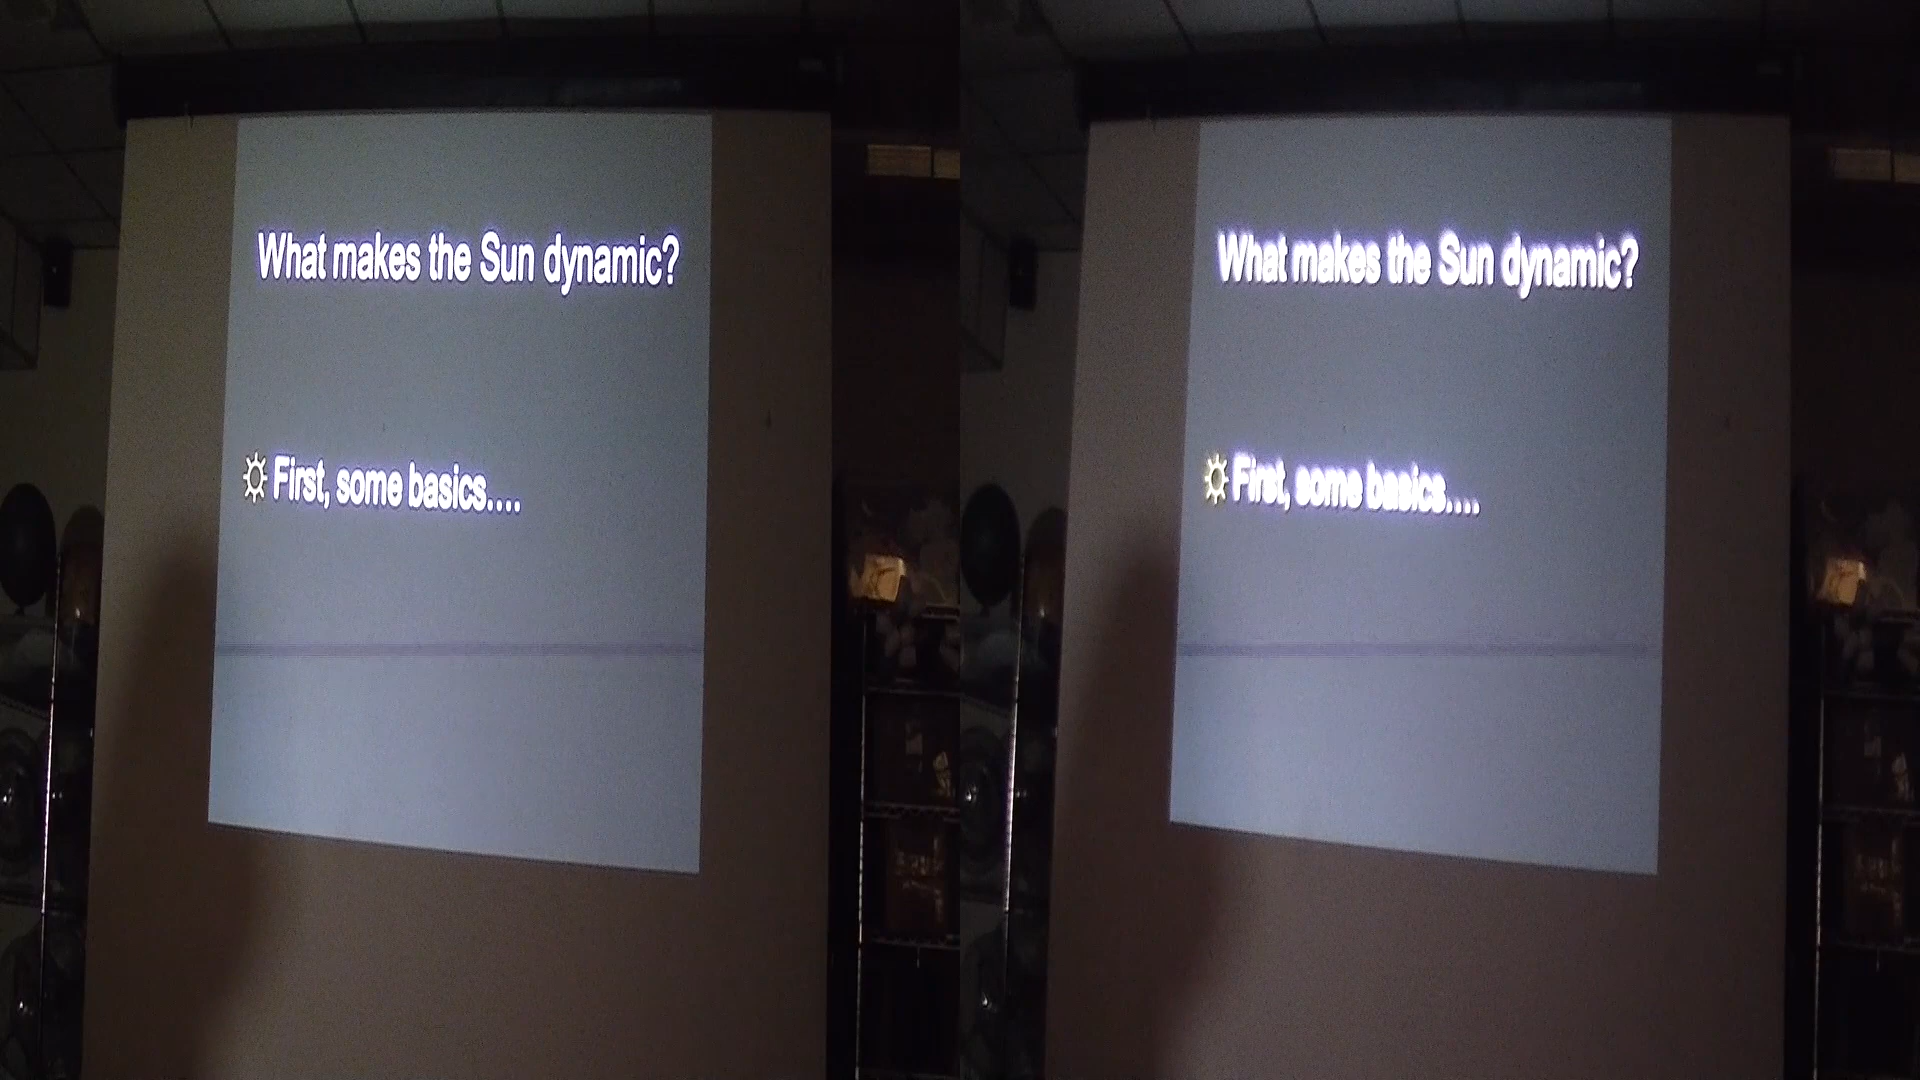 What makes the Sun dynamic?
First, some basics....
What makes the Sun dynamic?
First, some basics....